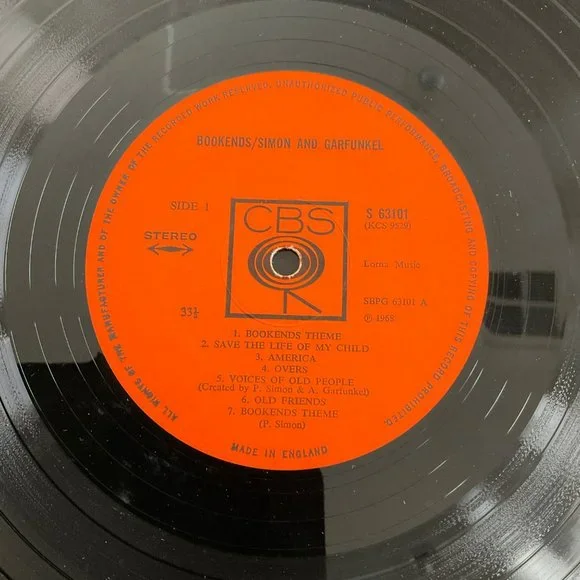 ALL RIGHTS OF THE MANUFACTURER AND OF THE OWNER OF THE RECORDED WORK RESERVED. UNAUTHORIZED PUBLIC PERFORMANCE, BROADCASTING AND COPYING OF THIS RECORD PROHIBITED.
BOOKENDS/SIMON AND GARFUNKEL
SIDE 1
CBS
S 63101
(KCS 9529)
STEREO
Lorna Music
33⅓
SBPG 63101 A
℗ 1968
1. BOOKENDS THEME
2. SAVE THE LIFE OF MY CHILD
3. AMERICA
4. OVERS
5. VOICES OF OLD PEOPLE
(Created by P. Simon & A. Garfunkel)
6. OLD FRIENDS
7. BOOKENDS THEME
(P. Simon)
MADE IN ENGLAND